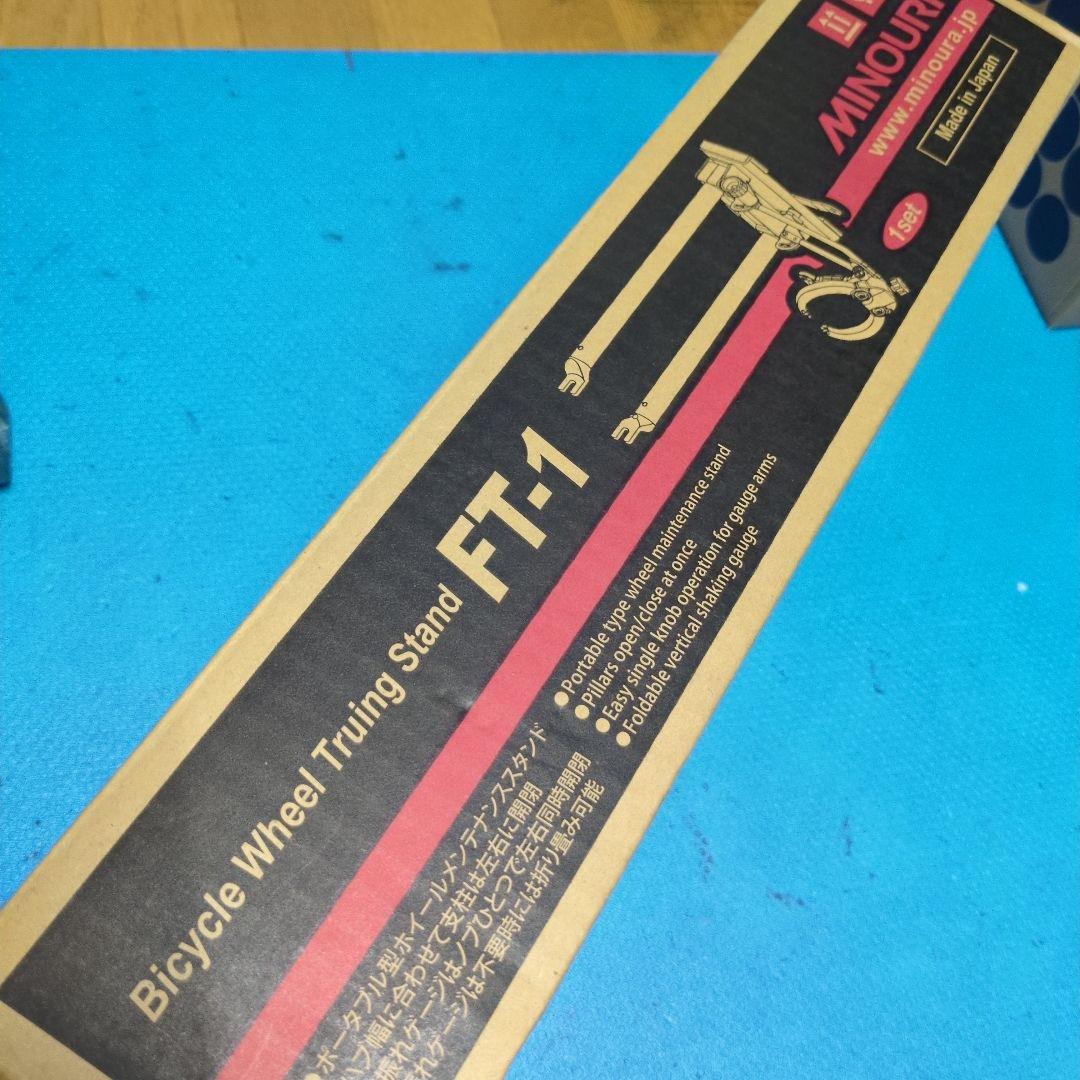 MINOUR
www.minoura.jp
Made in Japan
1 set
Bicycle Wheel Truing Stand FT-1
●Portable type wheel maintenance stand
●Pillars open/close at once
●Easy single knob operation for gauge arms
●Foldable vertical shaking gauge
●ポータブル型ホイールメンテナンススタンド
ハブ幅に合わせて支柱は左右に開閉
振れゲージはノブひとつで左右同時開閉
れゲージは不要時には折り畳み可能